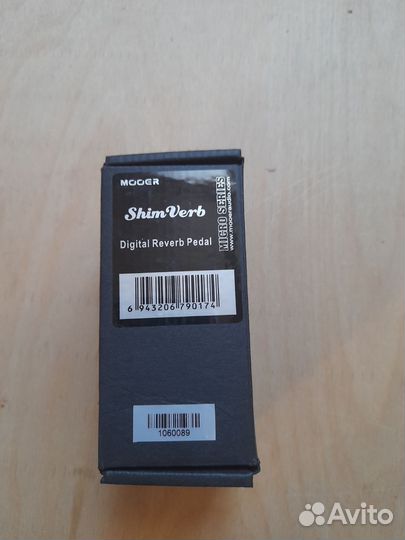 MOOER
ShimVerb
Digital Reverb Pedal
MICRO SERIES
www.mooeraudio.com
6 943206 790174
1060089
Avito